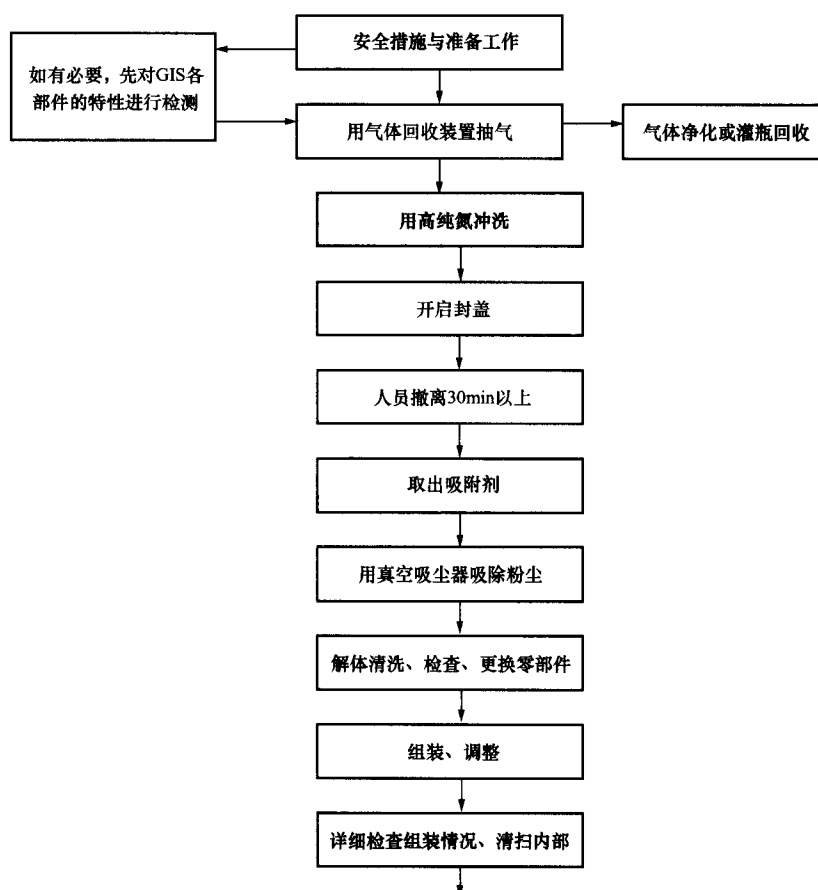 安全措施与准备工作
如有必要，先对GIS各
部件的特性进行检测
用气体回收装置抽气
气体净化或灌瓶回收
用高纯氮冲洗
开启封盖
人员撤离30min以上
取出吸附剂
用真空吸尘器吸除粉尘
解体清洗、检查、更换零部件
组装、调整
详细检查组装情况、清扫内部